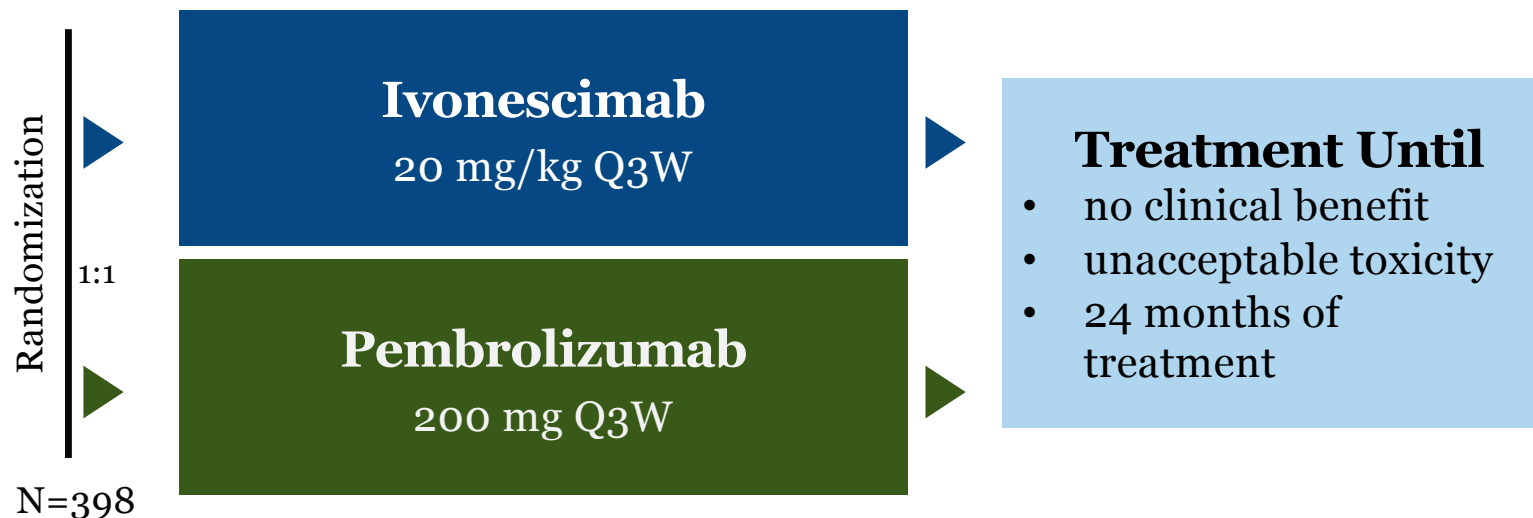 Randomization
1:1
N=398
Ivonescimab
20 mg/kg Q3W
Pembrolizumab
200 mg Q3W
Treatment Until
• no clinical benefit
• unacceptable toxicity
• 24 months of
treatment